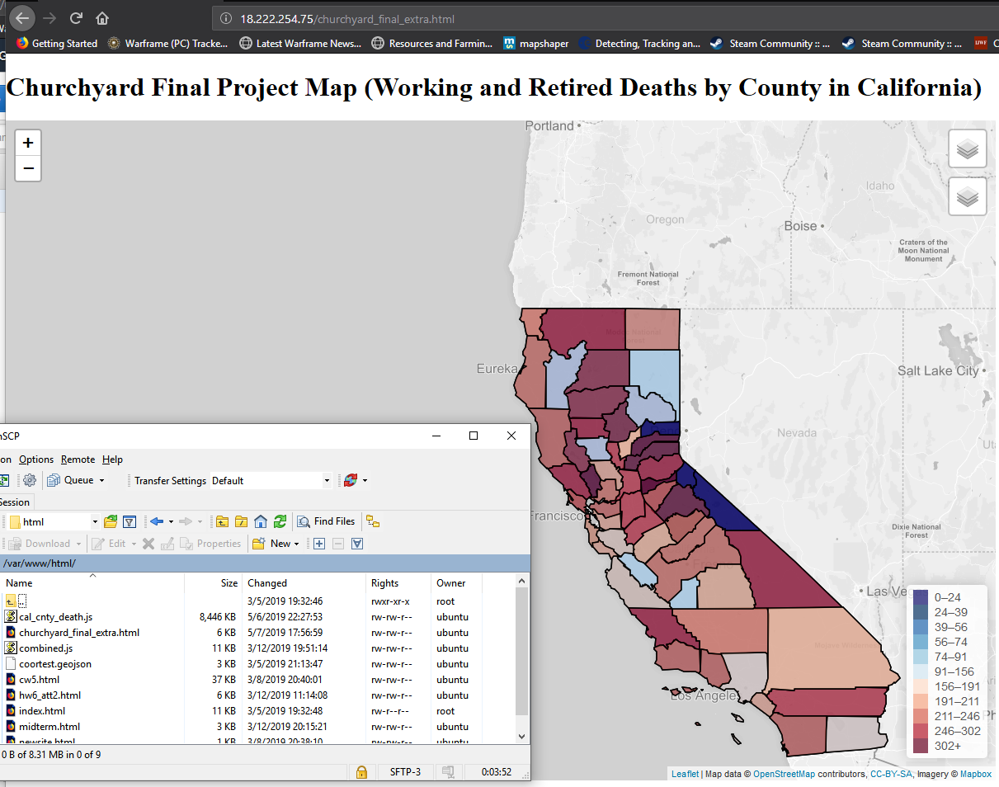 18.222.254.75/churchyard_final_extra.html
Getting Started Warframe (PC) Tracke... Latest Warframe News... Resources and Farmin... mapshaper Detecting, Tracking an... Steam Community :: ... Steam Community :: ...
Churchyard Final Project Map (Working and Retired Deaths by County in California)
+
−
Portland
Idaho
Oregon
Boise
Craters of the
Moon National
Monument
Fremont National
Forest
Eureka
Salt Lake City
Nevada
Dixie National
Forest
Francisco
Las Ve
Los Angele
0–24
24–39
39–56
56–74
74–91
91–156
156–191
191–211
211–246
246–302
302+
Leaflet | Map data © OpenStreetMap contributors, CC-BY-SA, Imagery © Mapbox
nSCP
on Options Remote Help
Queue Transfer Settings Default
Session
html Find Files
Download Edit Properties New
/var/www/html/
Name Size Changed Rights Owner
.. 3/5/2019 19:32:46 rwxr-xr-x root
cal_cnty_death.js 8,446 KB 5/6/2019 22:27:53 rw-rw-r-- ubuntu
churchyard_final_extra.html 6 KB 5/7/2019 17:56:59 rw-rw-r-- ubuntu
combined.js 11 KB 3/12/2019 19:51:14 rw-rw-r-- ubuntu
coortest.geojson 3 KB 3/5/2019 21:13:47 rw-rw-r-- ubuntu
cw5.html 37 KB 3/8/2019 20:40:01 rw-rw-r-- ubuntu
hw6_att2.html 6 KB 3/12/2019 11:14:08 rw-rw-r-- ubuntu
index.html 11 KB 3/5/2019 19:32:48 rw-r--r-- root
midterm.html 3 KB 3/12/2019 20:15:21 rw-rw-r-- ubuntu
newsite.html 1 KB 3/8/2019 20:38:10 rw-rw-r-- ubuntu
0 B of 8.31 MB in 0 of 9
SFTP-3 0:03:52